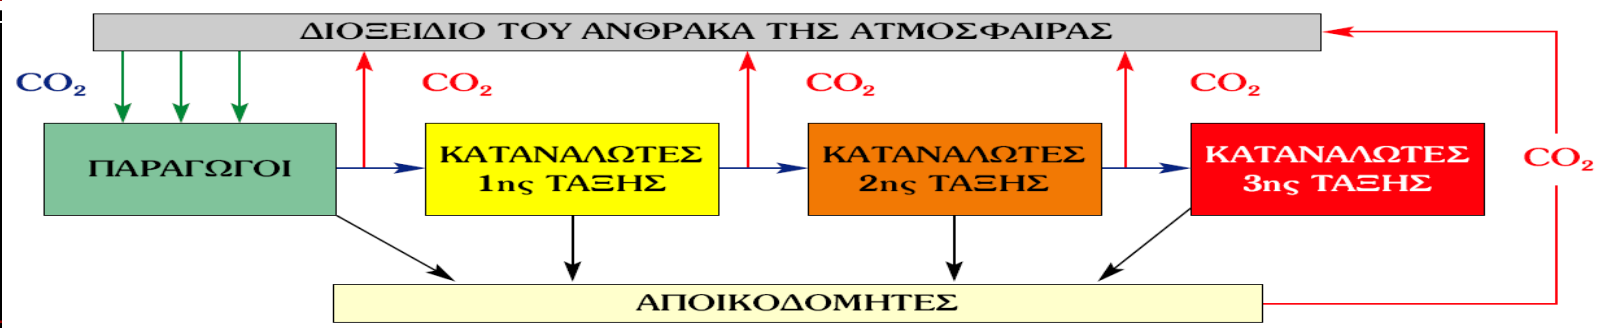 ΔΙΟΞΕΙΔΙΟ ΤΟΥ ΑΝΘΡΑΚΑ ΤΗΣ ΑΤΜΟΣΦΑΙΡΑΣ
CO₂
CO₂
CO₂
CO₂
ΠΑΡΑΓΩΓΟΙ
ΚΑΤΑΝΑΛΩΤΕΣ
1ης ΤΑΞΗΣ
ΚΑΤΑΝΑΛΩΤΕΣ
2ης ΤΑΞΗΣ
ΚΑΤΑΝΑΛΩΤΕΣ
3ης ΤΑΞΗΣ
CO₂
ΑΠΟΙΚΟΔΟΜΗΤΕΣ